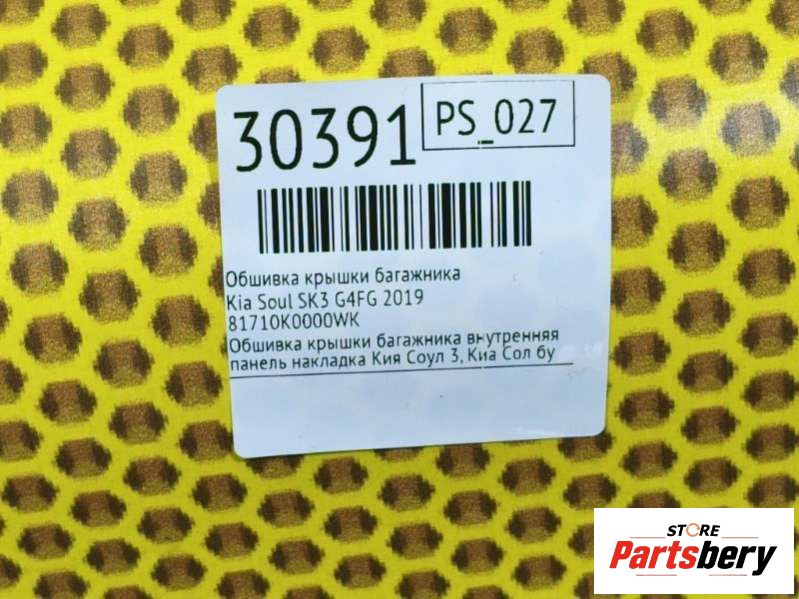 30391
PS_027
Обшивка крышки багажника
Kia Soul SK3 G4FG 2019
81710K0000WK
Обшивка крышки багажника внутренняя
панель накладка Кия Соул 3, Киа Сол бу
STORE
Partsbery